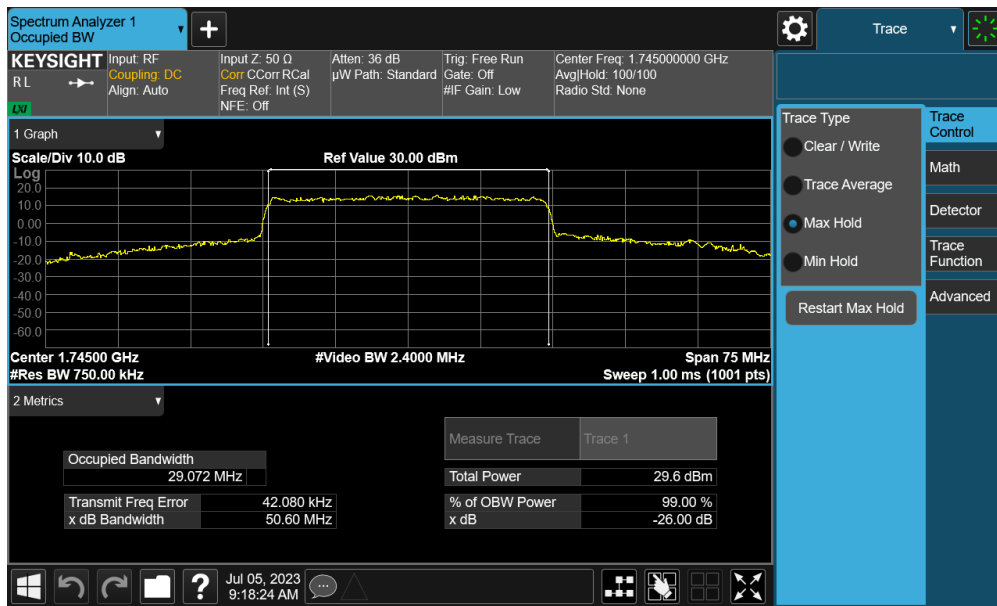 Spectrum Analyzer 1
Occupied BW
Trace
KEYSIGHT
R L
LXI
Input: RF
Coupling: DC
Align: Auto
Input Z: 50 Ω
Corr CCorr RCal
Freq Ref: Int (S)
NFE: Off
Atten: 36 dB
µW Path: Standard
Trig: Free Run
Gate: Off
#IF Gain: Low
Center Freq: 1.745000000 GHz
Avg|Hold: 100/100
Radio Std: None
1 Graph
Scale/Div 10.0 dB
Ref Value 30.00 dBm
Log
20.0
10.0
0.00
-10.0
-20.0
-30.0
-40.0
-50.0
-60.0
Center 1.74500 GHz
#Video BW 2.4000 MHz
Span 75 MHz
#Res BW 750.00 kHz
Sweep 1.00 ms (1001 pts)
2 Metrics
Measure Trace
Trace 1
Occupied Bandwidth
29.072 MHz
Total Power
29.6 dBm
Transmit Freq Error
42.080 kHz
% of OBW Power
99.00 %
x dB Bandwidth
50.60 MHz
x dB
-26.00 dB
Trace Type
Clear / Write
Trace Average
Max Hold
Min Hold
Restart Max Hold
Trace
Control
Math
Detector
Trace
Function
Advanced
?
Jul 05, 2023
9:18:24 AM